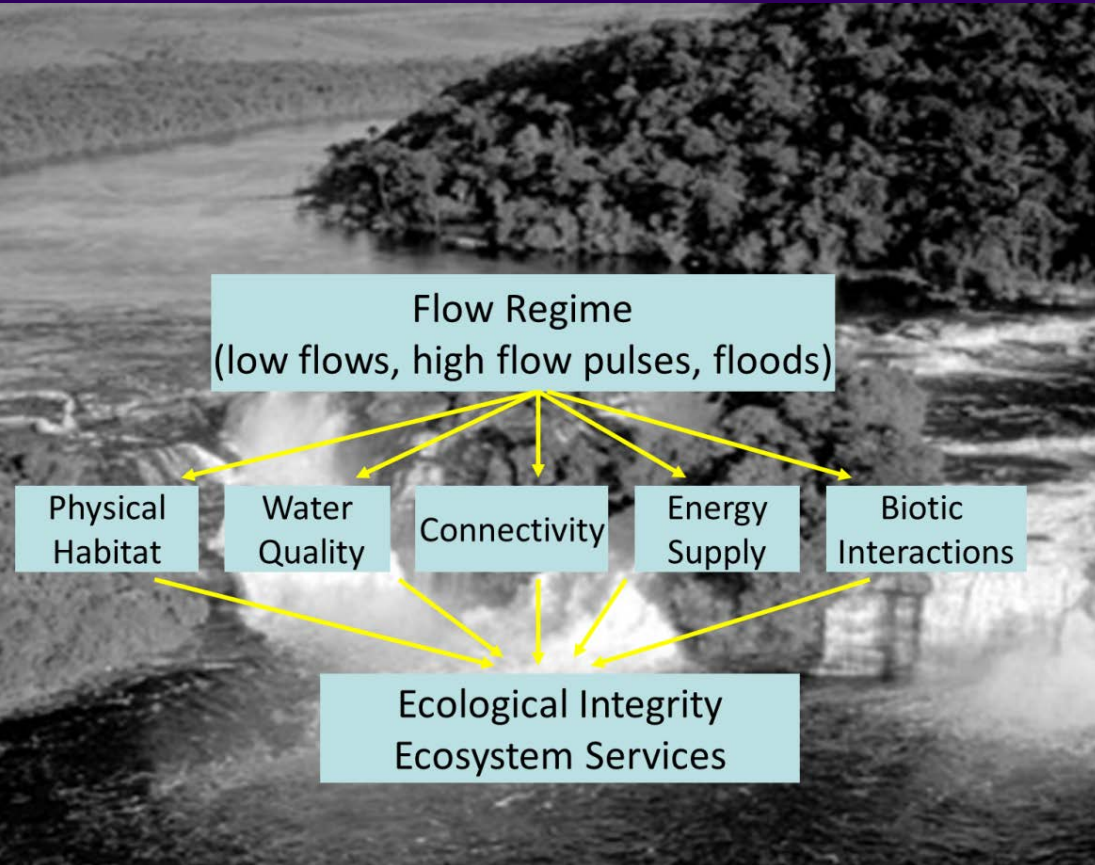 Flow Regime
(low flows, high flow pulses, floods)
Physical
Habitat
Water
Quality
Connectivity
Energy
Supply
Biotic
Interactions
Ecological Integrity
Ecosystem Services